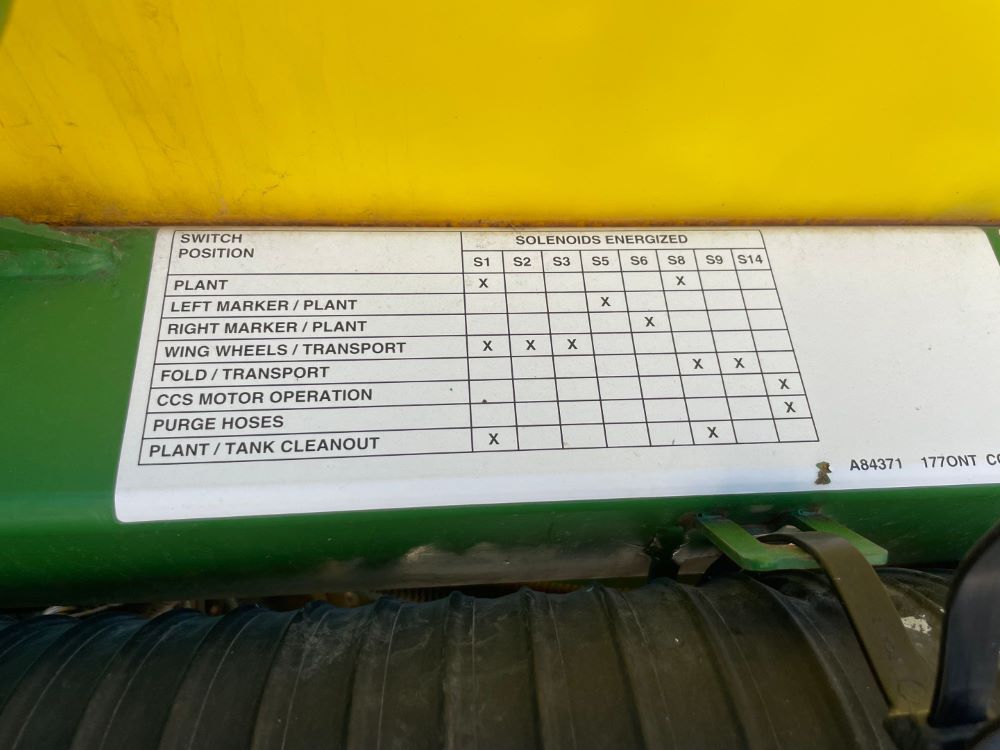 SWITCH POSITION
SOLENOIDS ENERGIZED
S1 S2 S3 S5 S6 S8 S9 S14
PLANT X X
LEFT MARKER / PLANT X
RIGHT MARKER / PLANT X
WING WHEELS / TRANSPORT X X X
FOLD / TRANSPORT X X
CCS MOTOR OPERATION X
PURGE HOSES X
PLANT / TANK CLEANOUT X X
A84371 177ONT